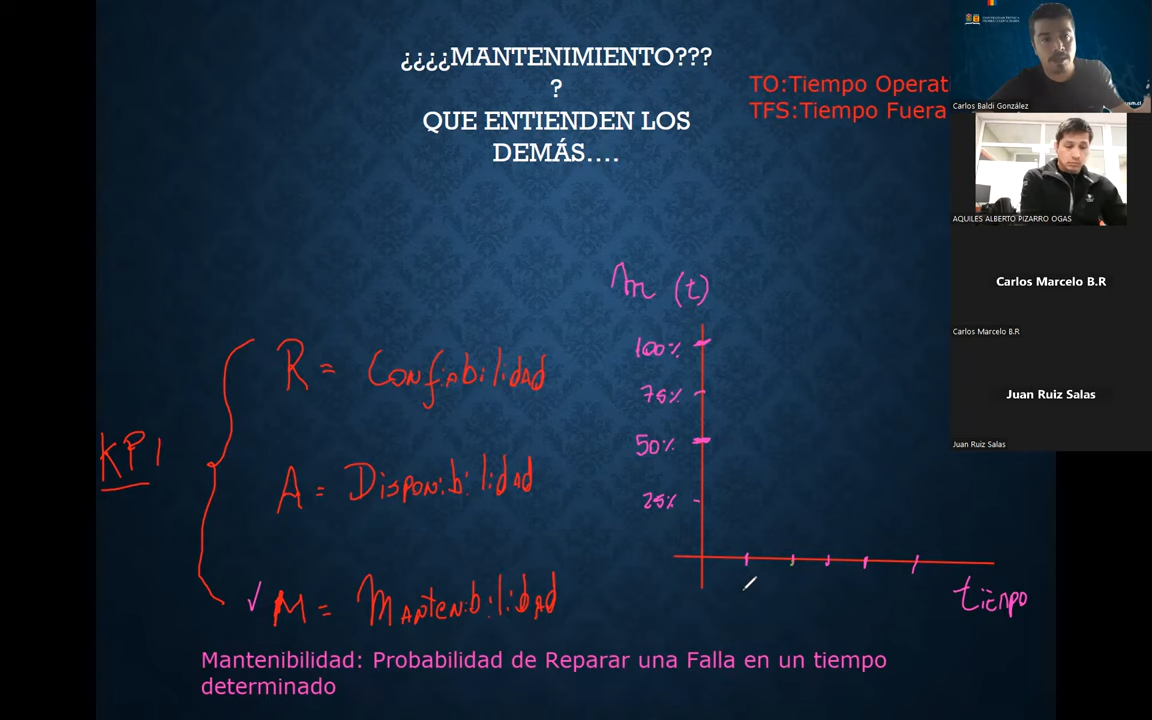 ¿¿¿¿MANTENIMIENTO???
?
QUE ENTIENDEN LOS
DEMÁS….
TO:Tiempo Operat
TFS:Tiempo Fuera
Carlos Baldi González
AQUILES ALBERTO PIZARRO OGAS
Carlos Marcelo B.R
Carlos Marcelo B.R
Juan Ruiz Salas
Juan Ruiz Salas
KPI
R = Confiabilidad
A = Disponibilidad
✓ M = Mantenibilidad
m (t)
100%
75%
50%
25%
tiempo
Mantenibilidad: Probabilidad de Reparar una Falla en un tiempo
determinado